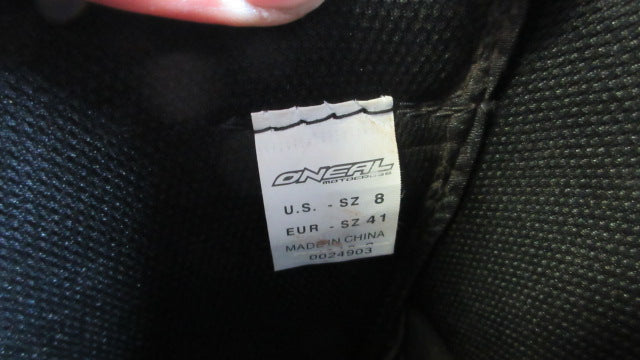 ONEAL
MOTOCROSS
U.S. - SZ 8
EUR - SZ 41
MADE IN CHINA
0024903